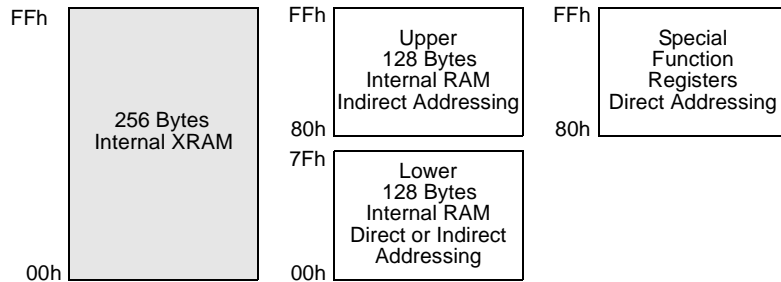 FFh
256 Bytes
Internal XRAM
00h
FFh
Upper
128 Bytes
Internal RAM
Indirect Addressing
80h
7Fh
Lower
128 Bytes
Internal RAM
Direct or Indirect
Addressing
00h
FFh
Special
Function
Registers
Direct Addressing
80h